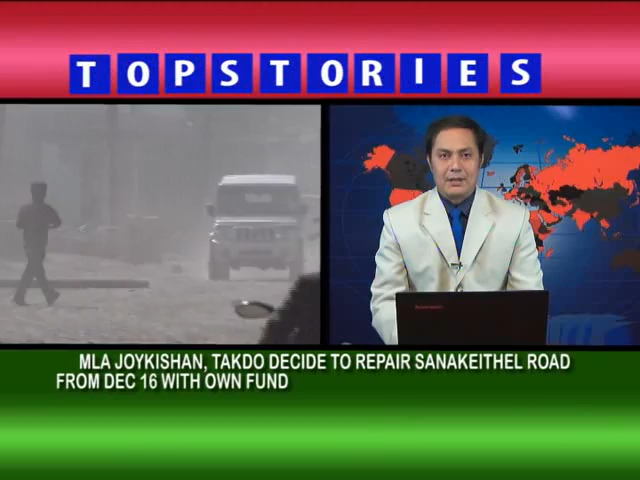 TOPSTORIES
MLA JOYKISHAN, TAKDO DECIDE TO REPAIR SANAKEITHEL ROAD
FROM DEC 16 WITH OWN FUND